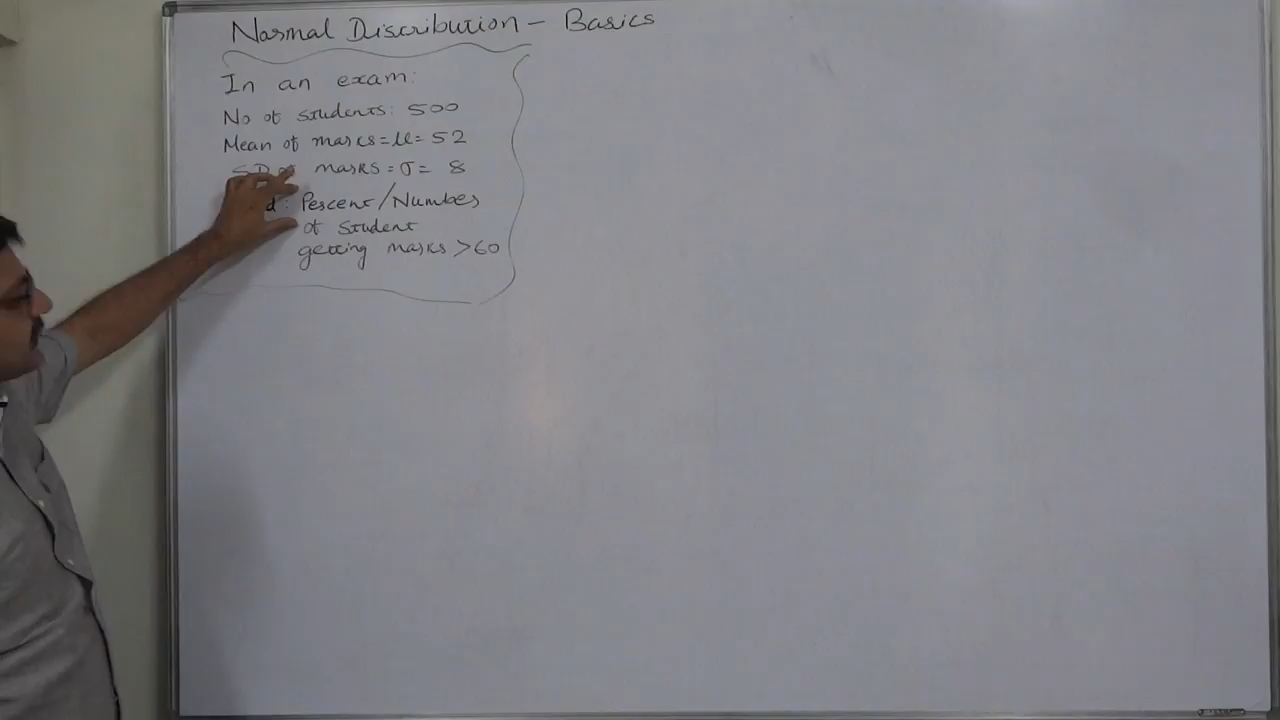 Normal Distribution - Basics
In an exam:
No of students: 500
Mean of marks = μ = 52
SD of marks = σ = 8
d: Percent/Number
of student
getting marks > 60